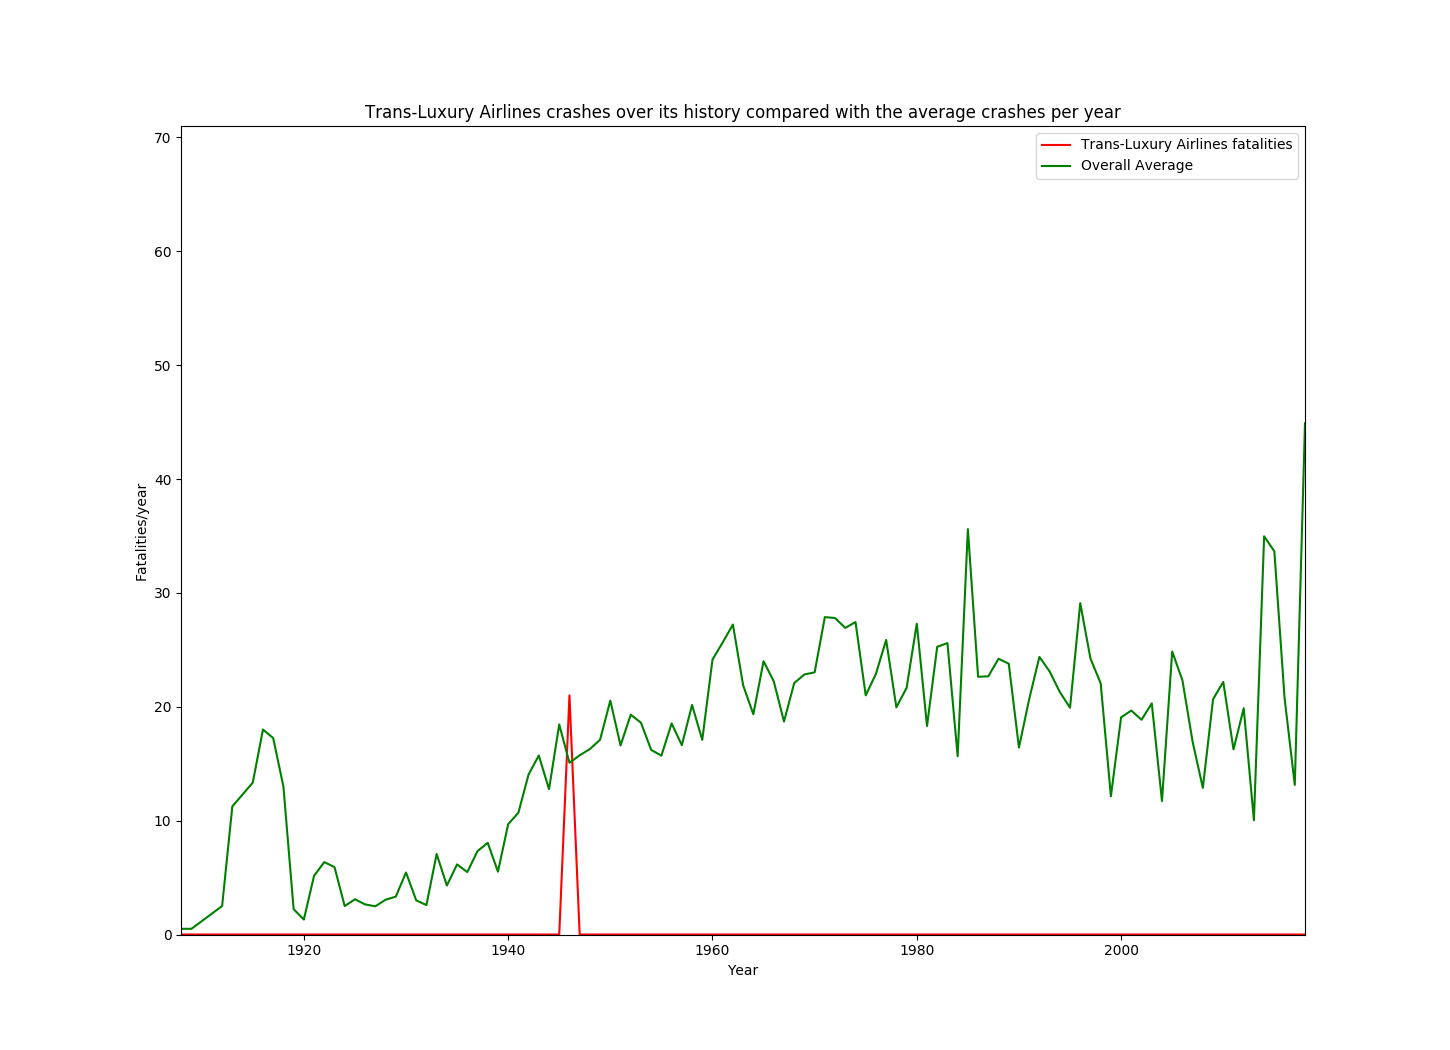 Trans-Luxury Airlines crashes over its history compared with the average crashes per year
Trans-Luxury Airlines fatalities
Overall Average
70
60
50
40
30
20
10
0
Fatalities/year
1920
1940
1960
1980
2000
Year